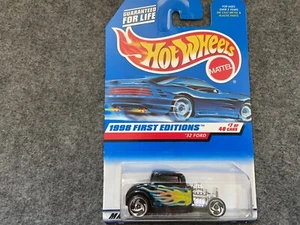 GUARANTEED
FOR LIFE
Hot Wheels
MATTEL
1998 FIRST EDITIONS
'32 FORD
#7 OF
40 CARS